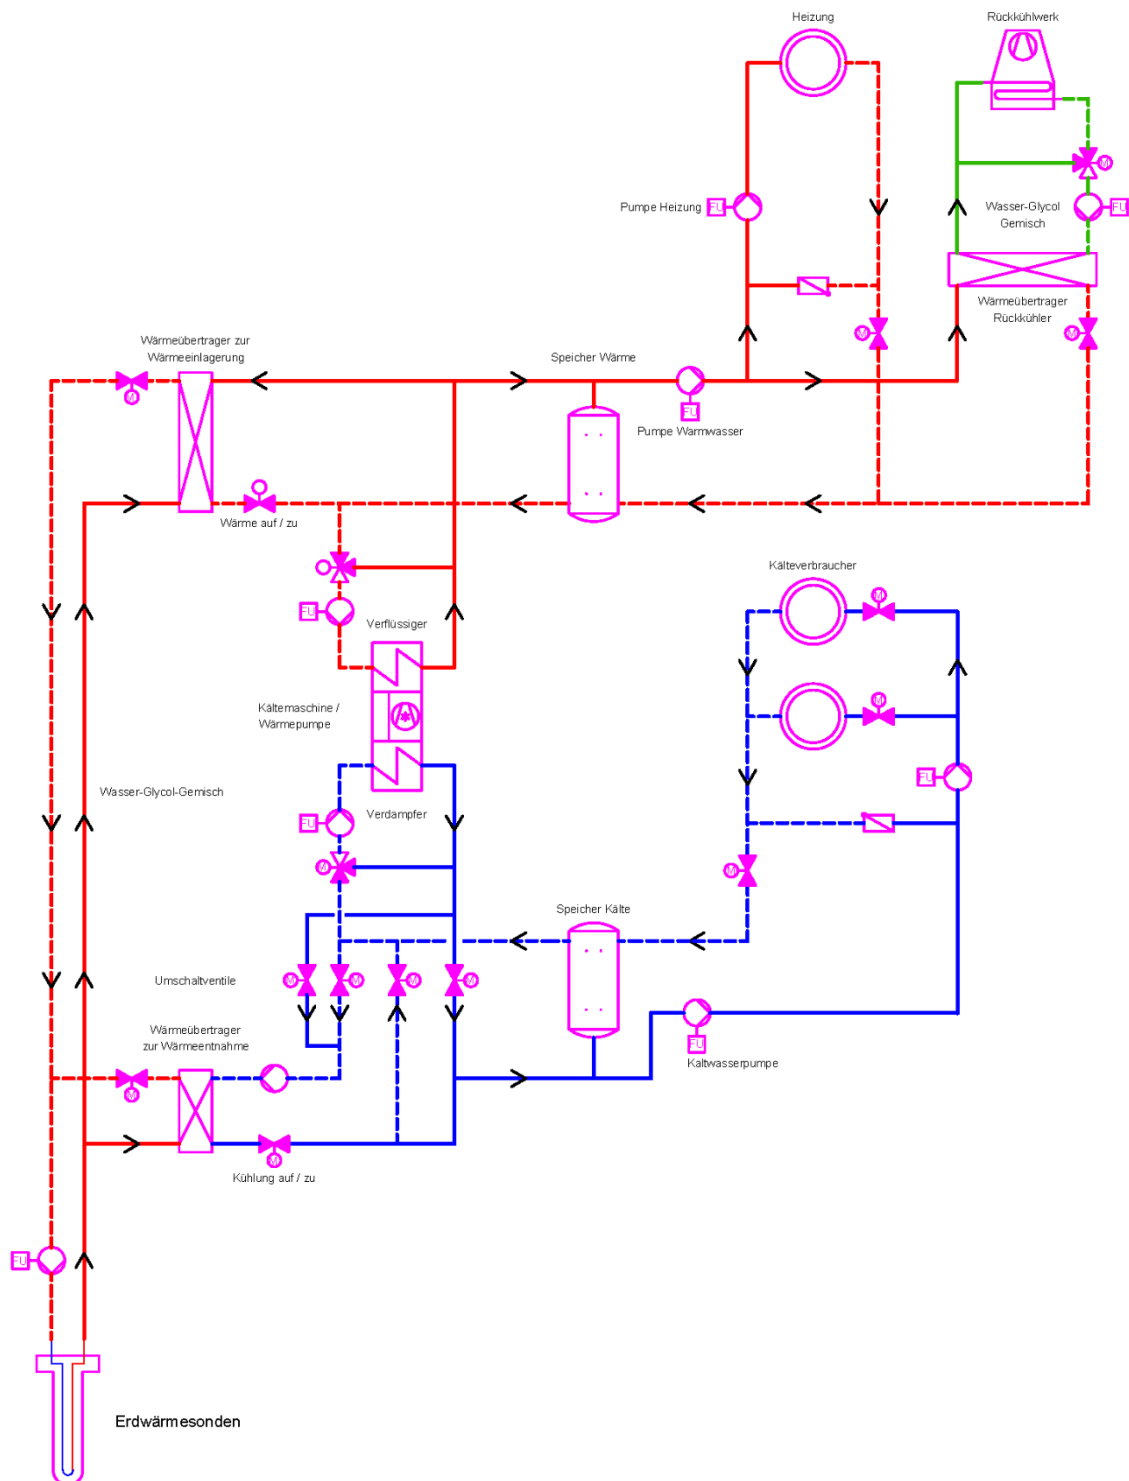 Heizung
Rückkühlwerk
M
Pumpe Heizung
FU
Wasser-Glycol
Gemisch
FU
Wärmeübertrager
Rückkühler
M
M
Wärmeübertrager zur
Wärmeeinlagerung
M
Speicher Wärme
FU
Pumpe Warmwasser
Wärme auf / zu
FU
Verflüssiger
Kältemaschine /
Wärmepumpe
Kälteverbraucher
M
M
FU
Wasser-Glycol-Gemisch
FU
Verdampfer
M
M
Speicher Kälte
Umschaltventile
M
M
M
M
Wärmeübertrager
zur Wärmeentnahme
M
FU
Kaltwasserpumpe
M
Kühlung auf / zu
FU
Erdwärmesonden